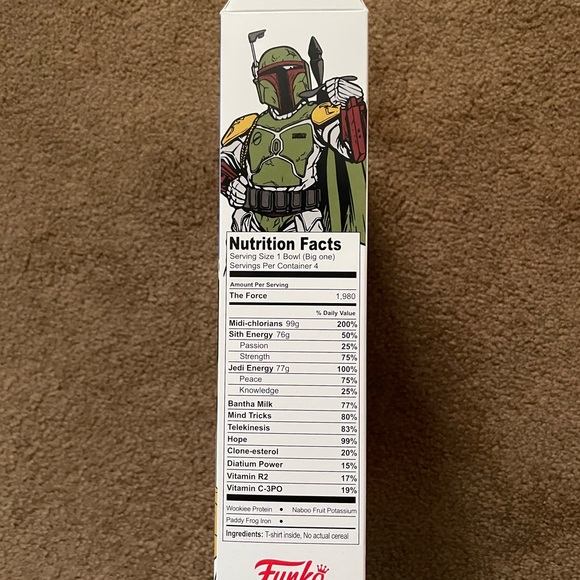 Nutrition Facts
Serving Size 1 Bowl (Big one)
Servings Per Container 4
Amount Per Serving
The Force 1,980
% Daily Value
Midi-chlorians 99g 200%
Sith Energy 76g 50%
Passion 25%
Strength 75%
Jedi Energy 77g 100%
Peace 75%
Knowledge 25%
Bantha Milk 77%
Mind Tricks 80%
Telekinesis 83%
Hope 99%
Clone-esterol 20%
Diatium Power 15%
Vitamin R2 17%
Vitamin C-3PO 19%
Wookiee Protein • Naboo Fruit Potassium
Paddy Frog Iron •
Ingredients: T-shirt inside, No actual cereal
Funko